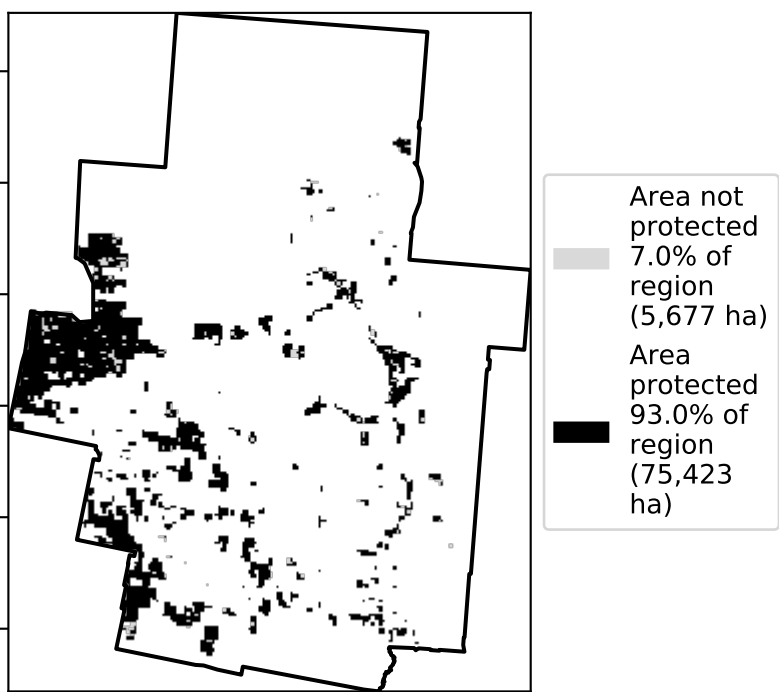 Area not
protected
7.0% of
region
(5,677 ha)
Area
protected
93.0% of
region
(75,423
ha)